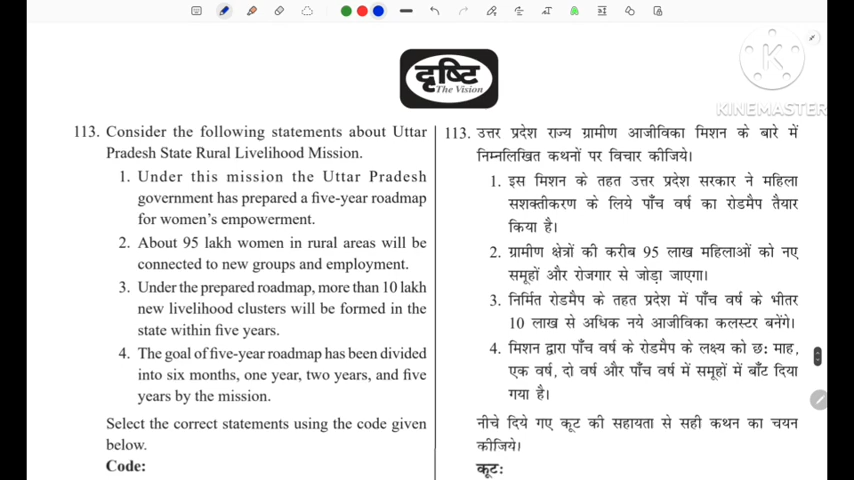 दृष्टि
The Vision
KINEMASTER
113. Consider the following statements about Uttar
Pradesh State Rural Livelihood Mission.
1. Under this mission the Uttar Pradesh
government has prepared a five-year roadmap
for women's empowerment.
2. About 95 lakh women in rural areas will be
connected to new groups and employment.
3. Under the prepared roadmap, more than 10 lakh
new livelihood clusters will be formed in the
state within five years.
4. The goal of five-year roadmap has been divided
into six months, one year, two years, and five
years by the mission.
Select the correct statements using the code given
below.
Code:
113. उत्तर प्रदेश राज्य ग्रामीण आजीविका मिशन के बारे में
निम्नलिखित कथनों पर विचार कीजिये।
1. इस मिशन के तहत उत्तर प्रदेश सरकार ने महिला
सशक्तीकरण के लिये पाँच वर्ष का रोडमैप तैयार
किया है।
2. ग्रामीण क्षेत्रों की करीब 95 लाख महिलाओं को नए
समूहों और रोजगार से जोड़ा जाएगा।
3. निर्मित रोडमैप के तहत प्रदेश में पाँच वर्ष के भीतर
10 लाख से अधिक नये आजीविका कलस्टर बनेंगे।
4. मिशन द्वारा पाँच वर्ष के रोडमैप के लक्ष्य को छः माह,
एक वर्ष, दो वर्ष और पाँच वर्ष में समूहों में बाँट दिया
गया है।
नीचे दिये गए कूट की सहायता से सही कथन का चयन
कीजिये।
कूटः